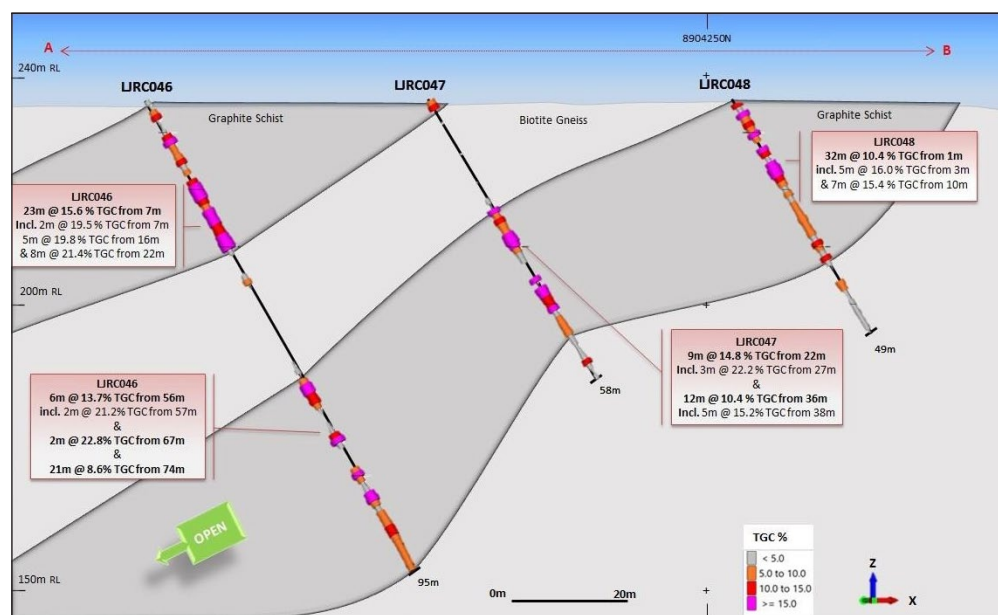 8904250N
A
B
240m RL
LJRC046
LJRC047
LJRC048
Graphite Schist
Biotite Gneiss
Graphite Schist
LJRC048
32m @ 10.4 % TGC from 1m
incl. 5m @ 16.0 % TGC from 3m
& 7m @ 15.4 % TGC from 10m
LJRC046
23m @ 15.6 % TGC from 7m
Incl. 2m @ 19.5 % TGC from 7m
5m @ 19.8 % TGC from 16m
& 8m @ 21.4% TGC from 22m
200m RL
LJRC047
9m @ 14.8 % TGC from 22m
Incl. 3m @ 22.2% TGC from 27m
&
12m @ 10.4 % TGC from 36m
Incl. 5m @ 15.2% TGC from 38m
49m
58m
LJRC046
6m @ 13.7% TGC from 56m
incl. 2m @ 21.2% TGC from 57m
&
2m @ 22.8% TGC from 67m
&
21m @ 8.6% TGC from 74m
OPEN
95m
150m RL
0m 20m
TGC %
< 5.0
5.0 to 10.0
10.0 to 15.0
>= 15.0
Z
X